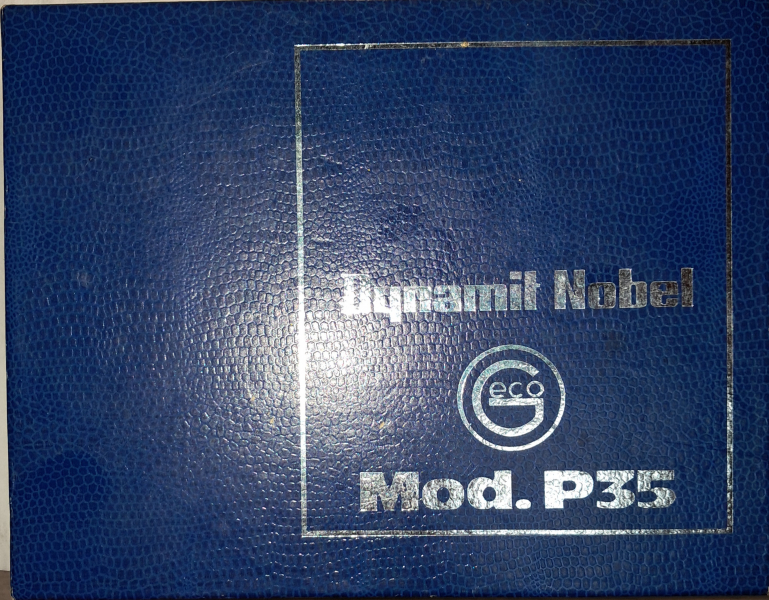 Dynamit Nobel
Geco
Mod. P35